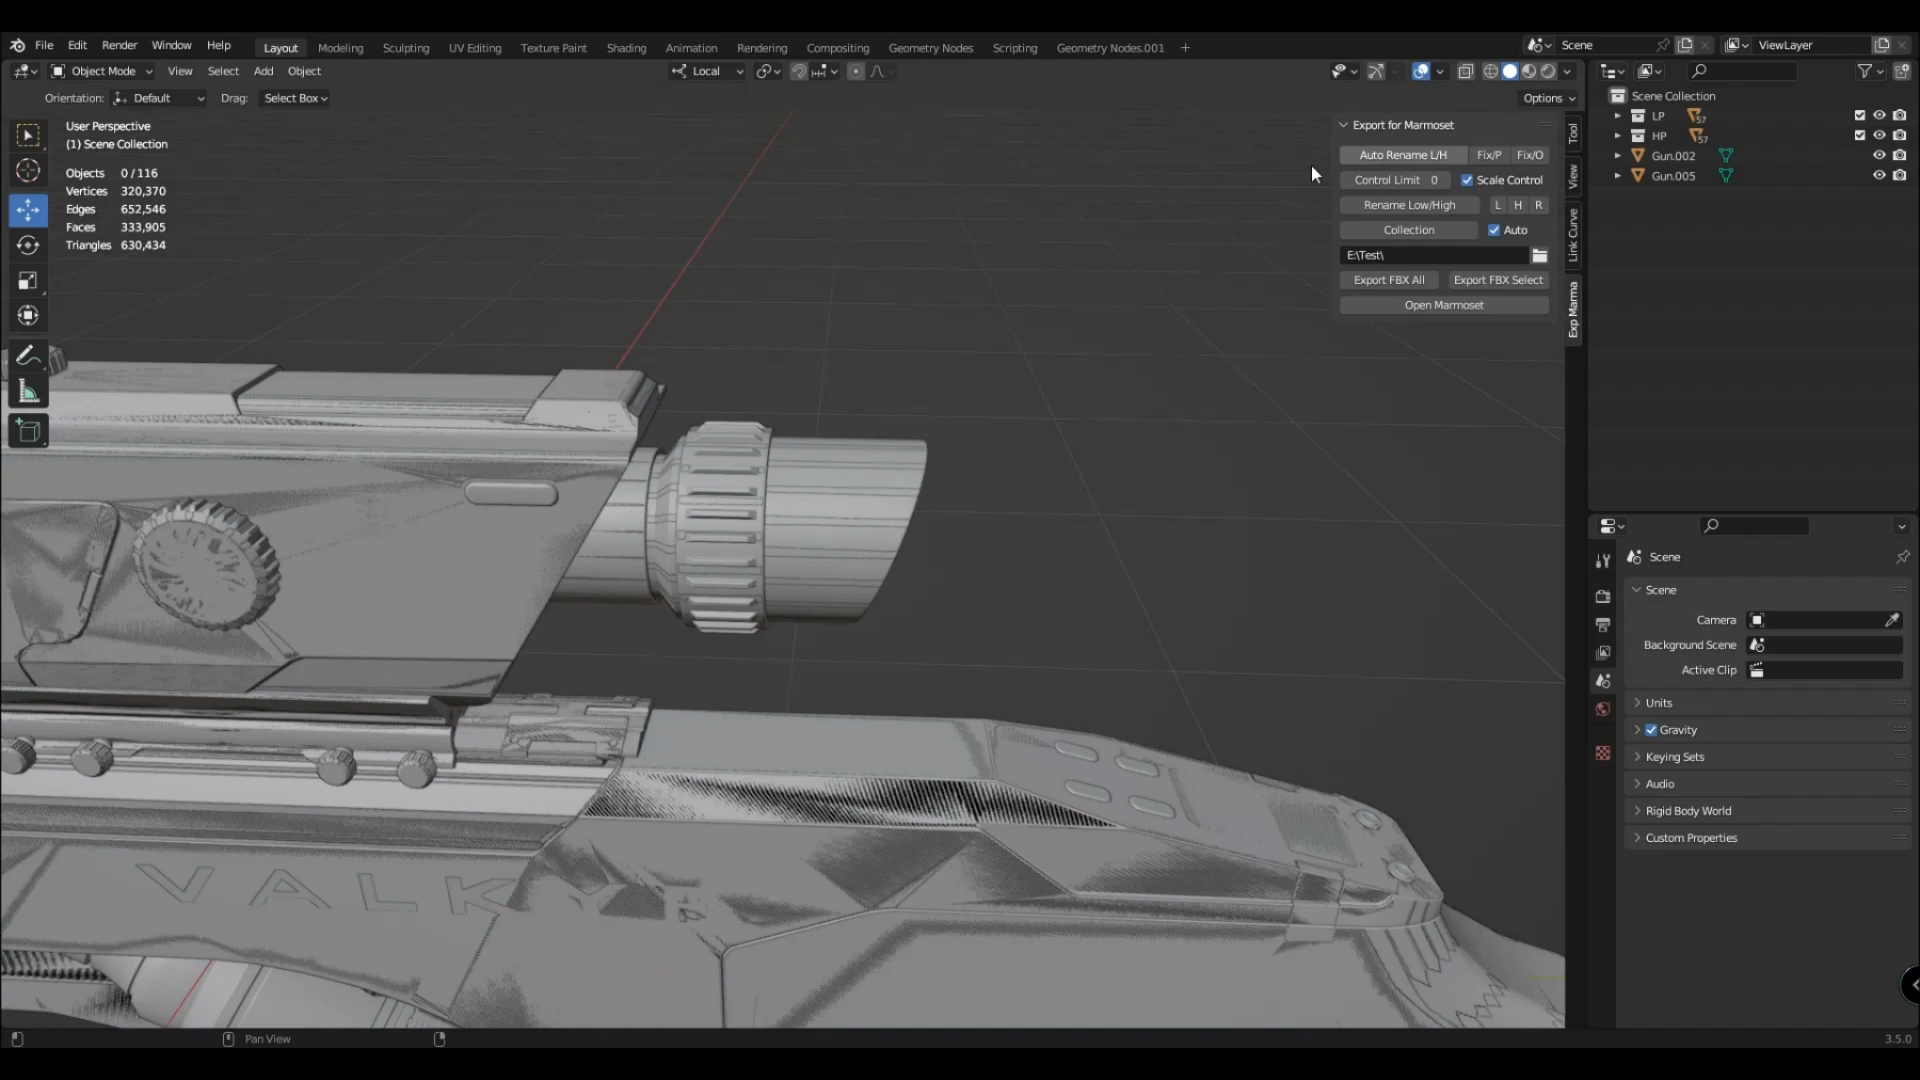 File Edit Render Window Help
Layout Modeling Sculpting UV Editing Texture Paint Shading Animation Rendering Compositing Geometry Nodes Scripting Geometry Nodes.001 +
Scene
ViewLayer
Object Mode View Select Add Object
Local
Orientation: Default Drag: Select Box
Options
User Perspective
(1) Scene Collection
Objects 0 / 116
Vertices 320,370
Edges 652,546
Faces 333,905
Triangles 630,434
Export for Marmoset
Auto Rename L/H Fix/P Fix/O
Control Limit 0 Scale Control
Rename Low/High L H R
Collection Auto
E:\Test\
Export FBX All Export FBX Select
Open Marmoset
Tool
View
Link Curve
Exp Marma
Scene Collection
LP 57
HP 57
Gun.002
Gun.005
Scene
Scene
Camera
Background Scene
Active Clip
Units
Gravity
Keying Sets
Audio
Rigid Body World
Custom Properties
VALK
Pan View
3.5.0